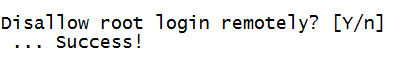 Disallow root login remotely? [Y/n]
 ... Success!